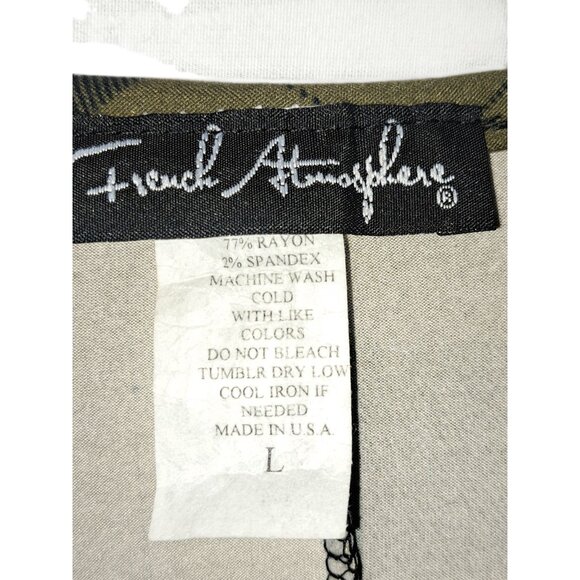 French Atmosphere ®
77% RAYON
2% SPANDEX
MACHINE WASH
COLD
WITH LIKE
COLORS
DO NOT BLEACH
TUMBLR DRY LOW
COOL IRON IF
NEEDED
MADE IN U.S.A.
L